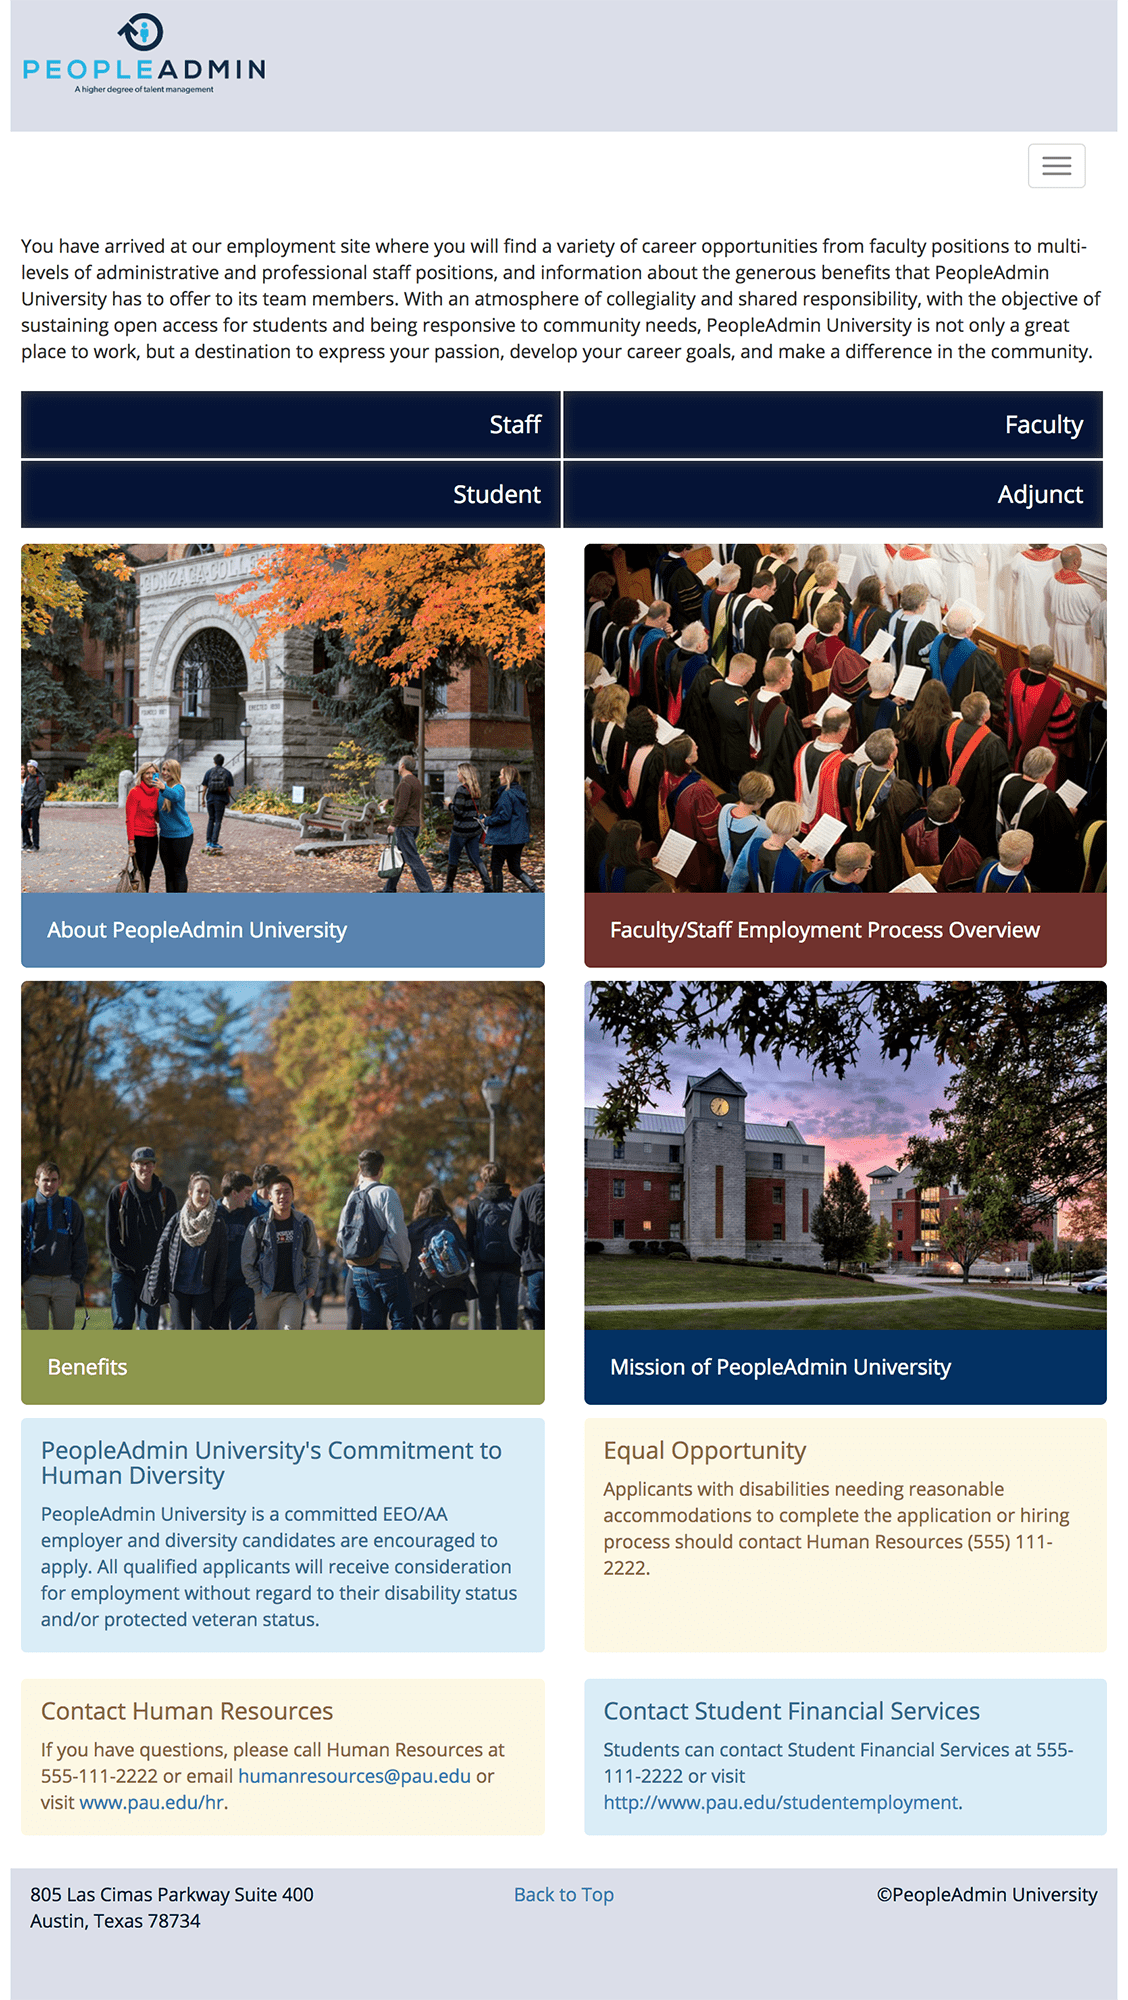 PEOPLEADMIN
A higher degree of talent management
You have arrived at our employment site where you will find a variety of career opportunities from faculty positions to multi-
levels of administrative and professional staff positions, and information about the generous benefits that PeopleAdmin
University has to offer to its team members. With an atmosphere of collegiality and shared responsibility, with the objective of
sustaining open access for students and being responsive to community needs, PeopleAdmin University is not only a great
place to work, but a destination to express your passion, develop your career goals, and make a difference in the community.
Staff
Faculty
Student
Adjunct
GONZAGA COLL
FOUNDED 1887
ERECTED 1898
About PeopleAdmin University
Faculty/Staff Employment Process Overview
Benefits
Mission of PeopleAdmin University
PeopleAdmin University's Commitment to
Human Diversity
PeopleAdmin University is a committed EEO/AA
employer and diversity candidates are encouraged to
apply. All qualified applicants will receive consideration
for employment without regard to their disability status
and/or protected veteran status.
Equal Opportunity
Applicants with disabilities needing reasonable
accommodations to complete the application or hiring
process should contact Human Resources (555) 111-
2222.
Contact Human Resources
If you have questions, please call Human Resources at
555-111-2222 or email humanresources@pau.edu or
visit www.pau.edu/hr.
Contact Student Financial Services
Students can contact Student Financial Services at 555-
111-2222 or visit
http://www.pau.edu/studentemployment.
805 Las Cimas Parkway Suite 400
Austin, Texas 78734
Back to Top
©PeopleAdmin University